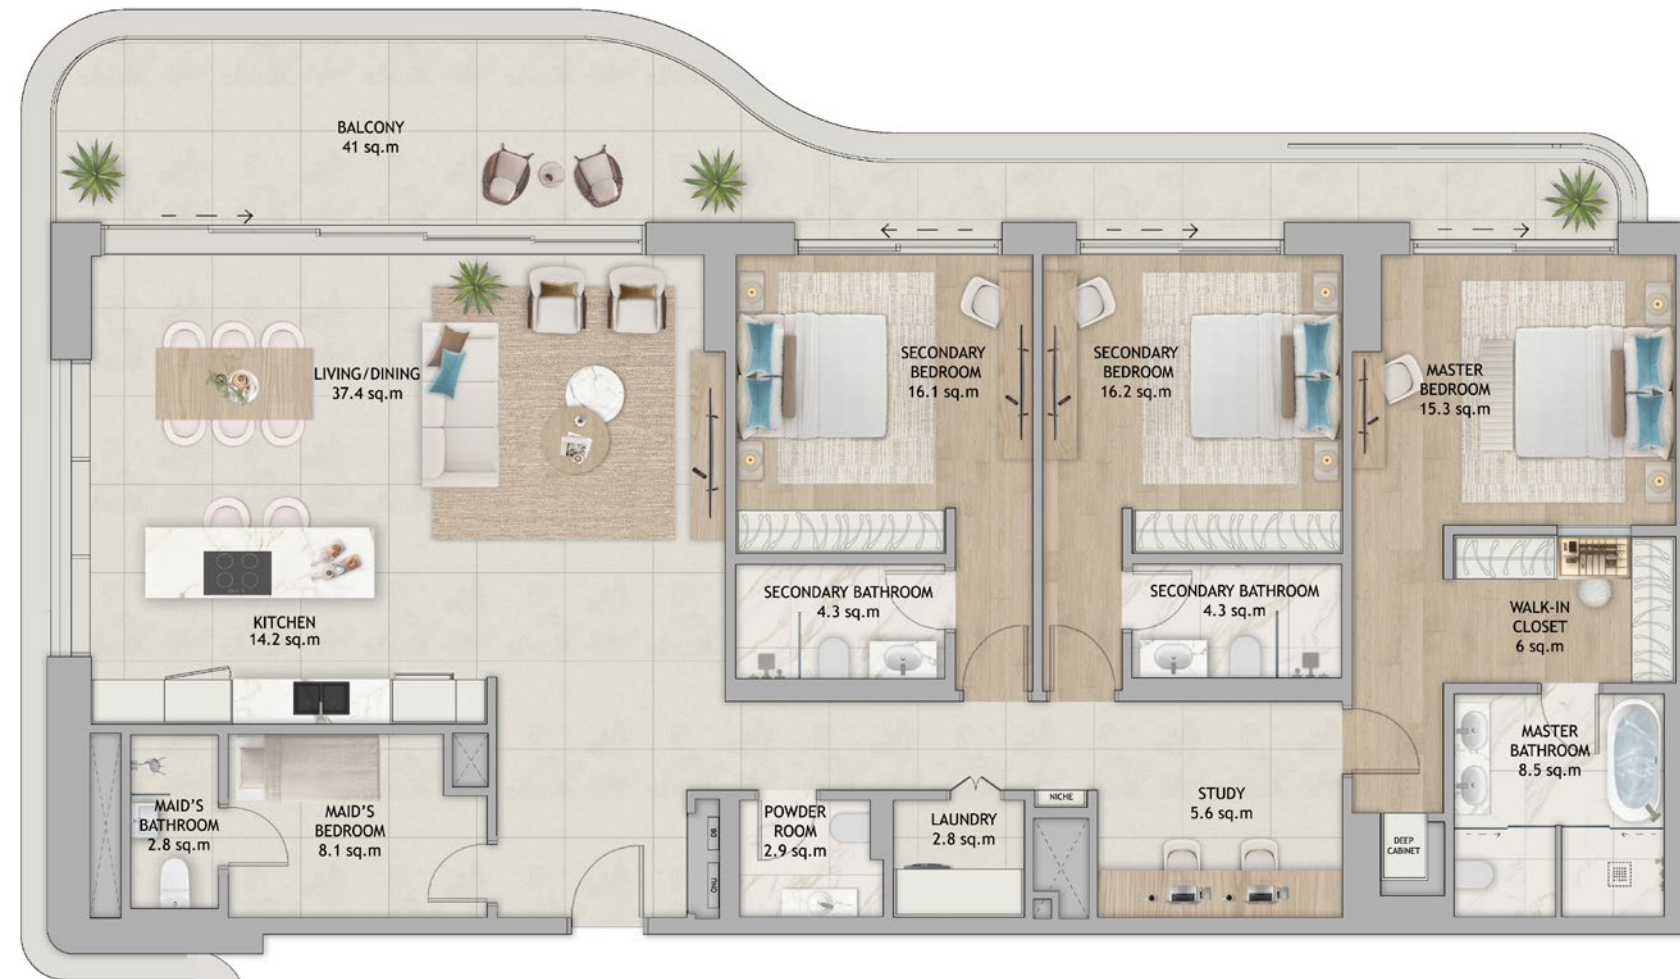 BALCONY
41 sq.m
LIVING/DINING
37.4 sq.m
SECONDARY
BEDROOM
16.1 sq.m
SECONDARY
BEDROOM
16.2 sq.m
MASTER
BEDROOM
15.3 sq.m
KITCHEN
14.2 sq.m
SECONDARY BATHROOM
4.3 sq.m
SECONDARY BATHROOM
4.3 sq.m
WALK-IN
CLOSET
6 sq.m
MASTER
BATHROOM
8.5 sq.m
MAID'S
BATHROOM
2.8 sq.m
MAID'S
BEDROOM
8.1 sq.m
POWDER
ROOM
2.9 sq.m
LAUNDRY
2.8 sq.m
NICHE
STUDY
5.6 sq.m
DEEP
CABINET
DB